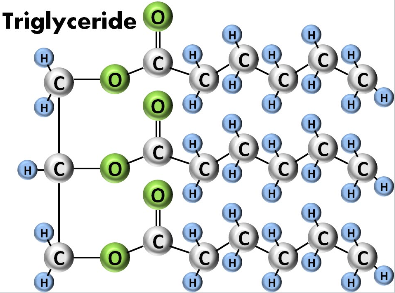 Triglyceride O
H H
H C H C H C H
C O C H C H C
H O H H H H
H H
C H C H C H
H C O C H C H C
O H H H H
H H
H C H C H C H
C O C H C H C
H H H H H